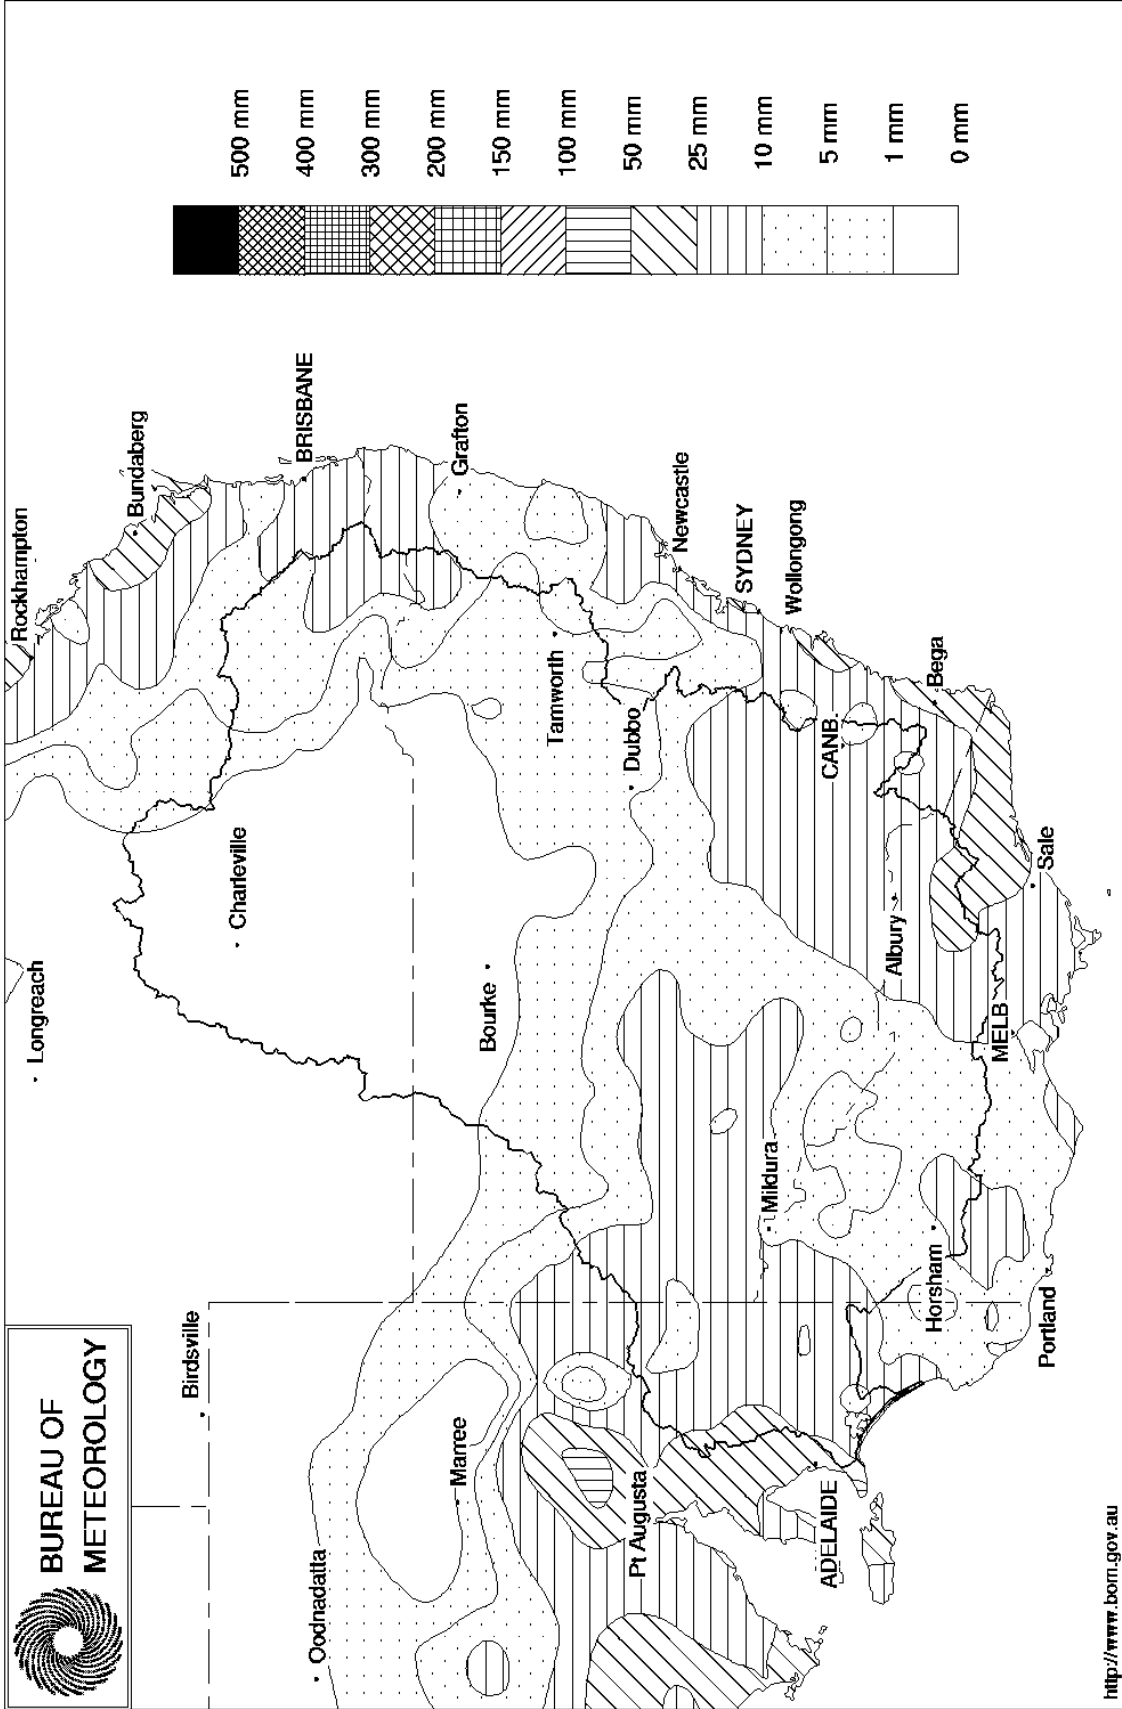 BUREAU OF
METEOROLOGY
Oodnadatta
Birdsville
Longreach
Charleville
Rockhampton
Bundaberg
BRISBANE
Marree
Bourke
Grafton
Pt Augusta
Tamworth
Dubbo
Newcastle
Mildura
SYDNEY
Wollongong
ADELAIDE
CANB.
Albury
Horsham
Bega
MELB
Sale
Portland
500 mm
400 mm
300 mm
200 mm
150 mm
100 mm
50 mm
25 mm
10 mm
5 mm
1 mm
0 mm
http://www.bom.gov.au